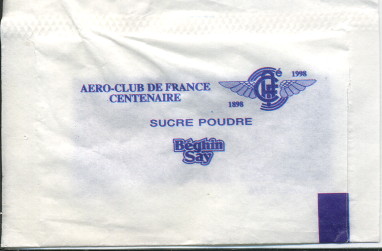 1998
AERO-CLUB DE FRANCE
CENTENAIRE
1898
SUCRE POUDRE
Béghin
Say